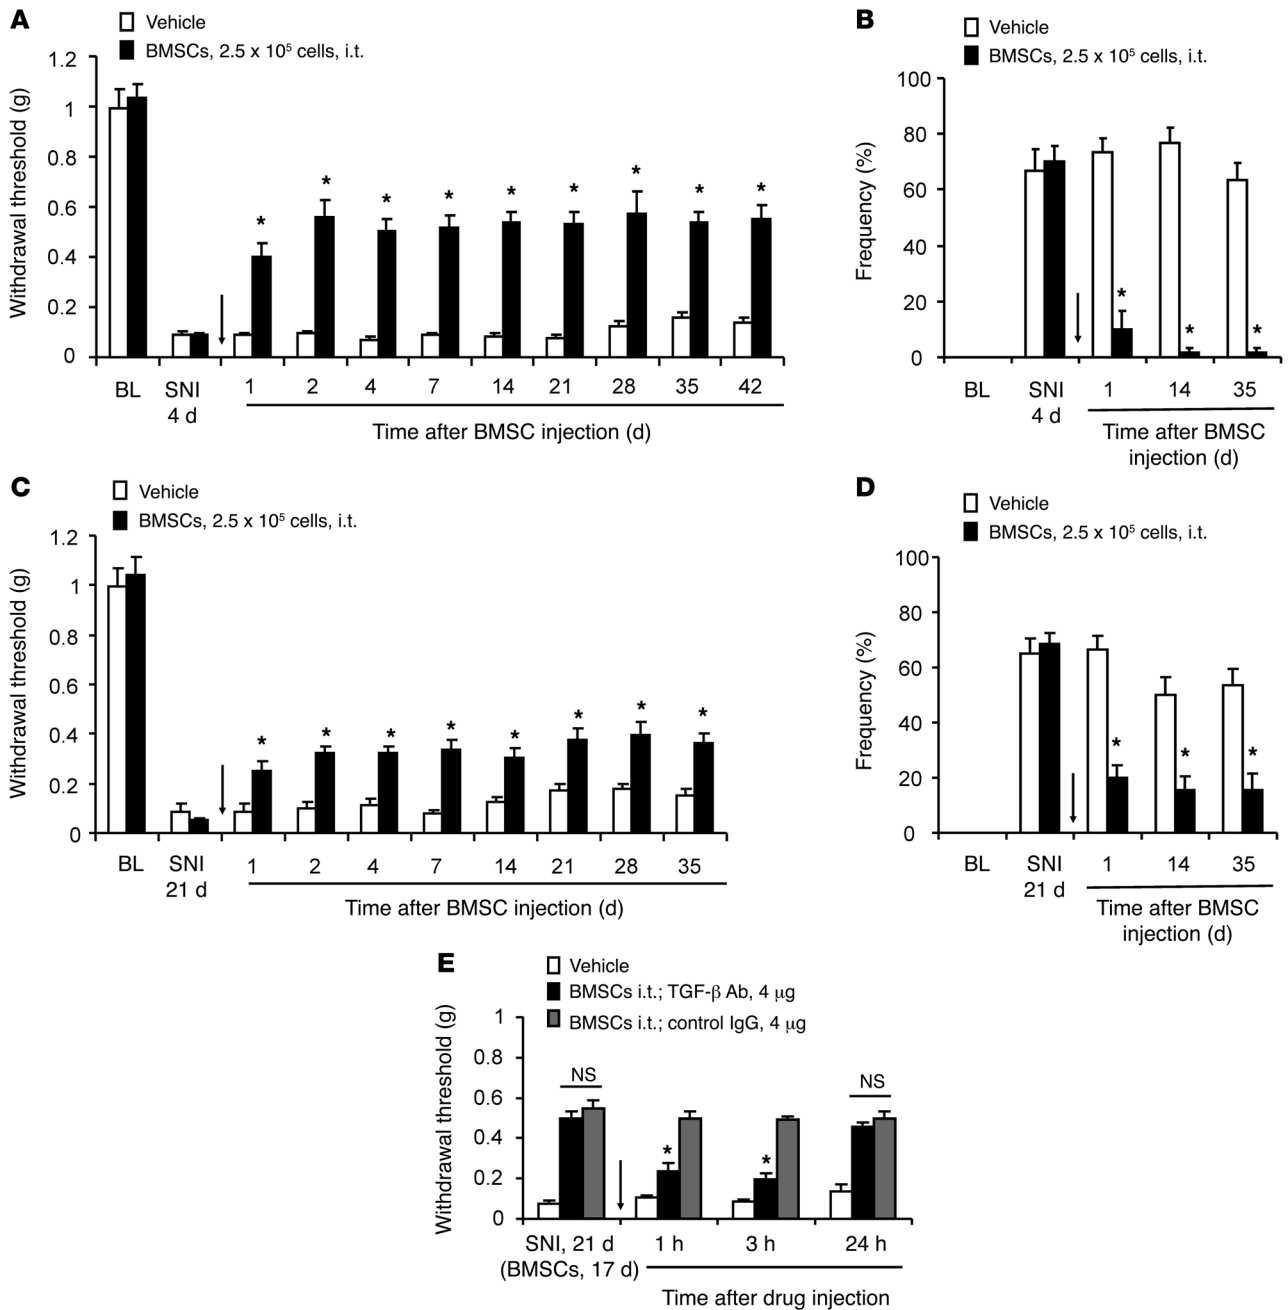 A
Vehicle
BMSCs, 2.5 x 10⁵ cells, i.t.
Withdrawal threshold (g)
1.2
1
0.8
0.6
0.4
0.2
0
* * * * * * * * *
BL SNI 1 2 4 7 14 21 28 35 42
4 d
Time after BMSC injection (d)
B
Vehicle
BMSCs, 2.5 x 10⁵ cells, i.t.
Frequency (%)
100
80
60
40
20
0
* * *
BL SNI 1 14 35
4 d
Time after BMSC
injection (d)
C
Vehicle
BMSCs, 2.5 x 10⁵ cells, i.t.
Withdrawal threshold (g)
1.2
1
0.8
0.6
0.4
0.2
0
* * * * * * * *
BL SNI 1 2 4 7 14 21 28 35
21 d
Time after BMSC injection (d)
D
Vehicle
BMSCs, 2.5 x 10⁵ cells, i.t.
Frequency (%)
100
80
60
40
20
0
* * *
BL SNI 1 14 35
21 d
Time after BMSC
injection (d)
E
Vehicle
BMSCs i.t.; TGF-β Ab, 4 μg
BMSCs i.t.; control IgG, 4 μg
Withdrawal threshold (g)
1
0.8
0.6
0.4
0.2
0
NS * * NS
SNI, 21 d 1 h 3 h 24 h
(BMSCs, 17 d)
Time after drug injection